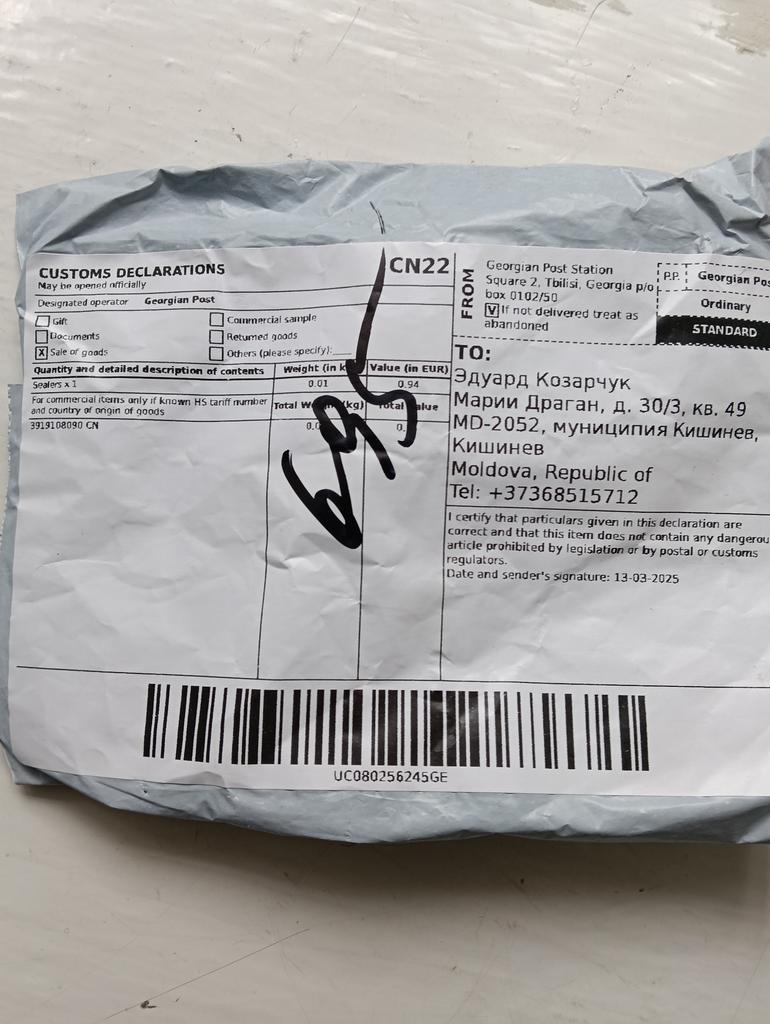 CUSTOMS DECLARATIONS
May be opened officially
CN22
Designated operator Georgian Post
Gift
Commercial sample
Documents
Returned goods
X Sale of goods
Others (please specify):___
Quantity and detailed description of contents
Weight (in
Value (in EUR)
Sealers x 1
0.01
0.94
For commercial items only if known HS tariff number
and country of origin of goods
Total (kg)
Total
3919108090 CN
695
FROM
Georgian Post Station
Square 2, Tbilisi, Georgia p/o
box 0102/50
V If not delivered treat as
abandoned
P.P.
Georgian Pos
Ordinary
STANDARD
TO:
Эдуард Козарчук
Марии Драган, д. 30/3, кв. 49
MD-2052, муниципия Кишинев,
Кишинев
Moldova, Republic of
Tel: +37368515712
I certify that particulars given in this declaration are
correct and that this item does not contain any dangerou
article prohibited by legislation or by postal or customs
regulators.
Date and sender's signature: 13-03-2025
UC080256245GE